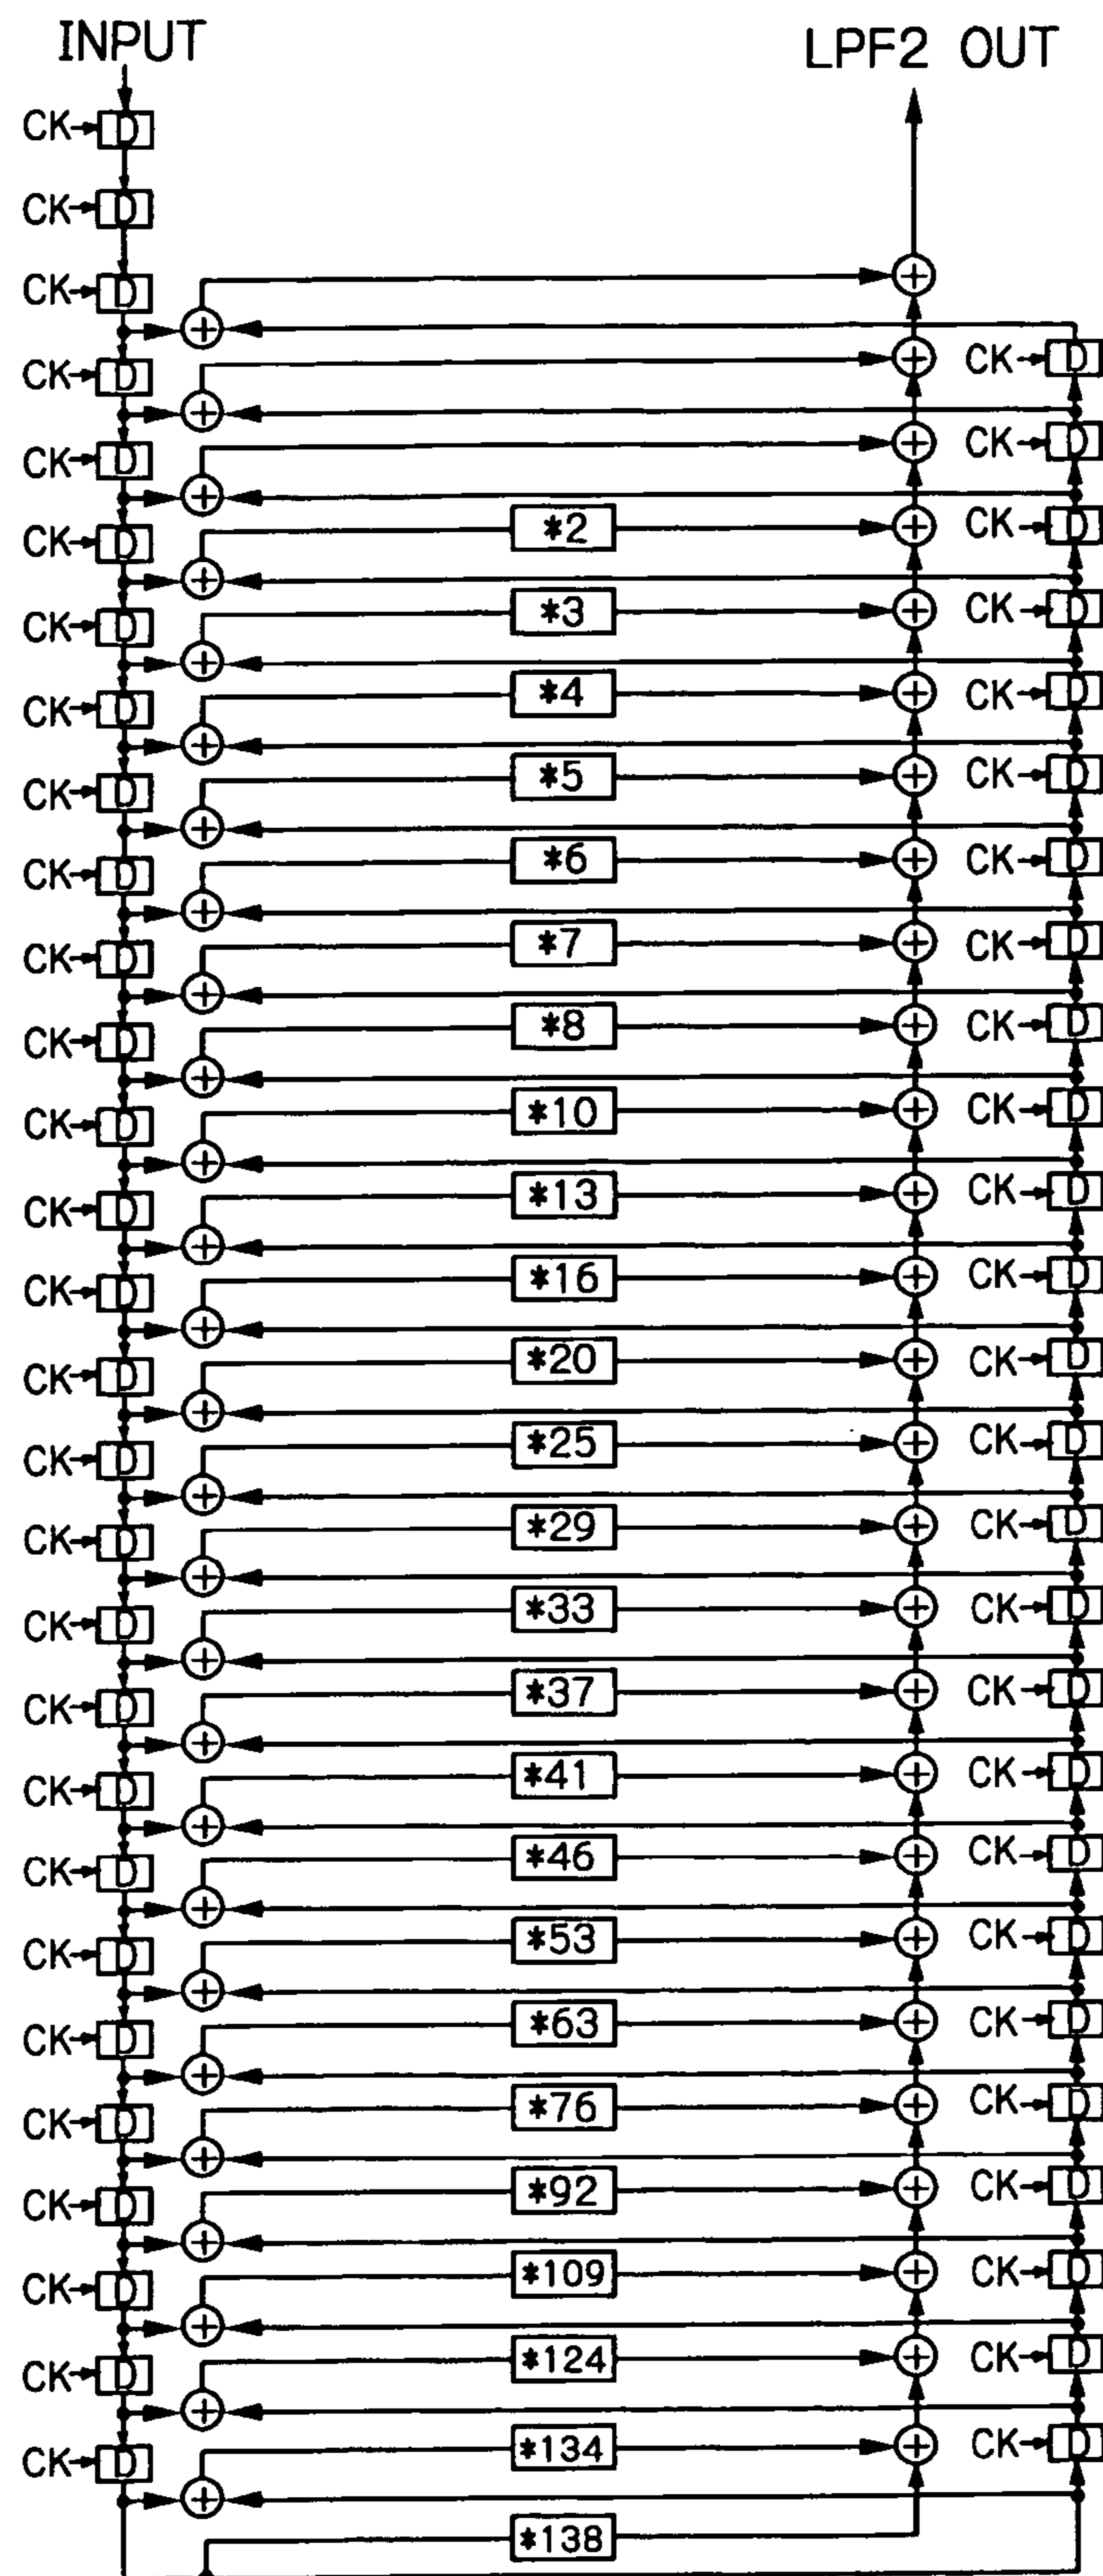 INPUT LPF2 OUT
CK D
CK D
CK D
CK D CK D
CK D CK D
CK D *2 CK D
CK D *3 CK D
CK D *4 CK D
CK D *5 CK D
CK D *6 CK D
CK D *7 CK D
CK D *8 CK D
CK D *10 CK D
CK D *13 CK D
CK D *16 CK D
CK D *20 CK D
CK D *25 CK D
CK D *29 CK D
CK D *33 CK D
CK D *37 CK D
CK D *41 CK D
CK D *46 CK D
CK D *53 CK D
CK D *63 CK D
CK D *76 CK D
CK D *92 CK D
CK D *109 CK D
CK D *124 CK D
CK D *134 CK D
*138